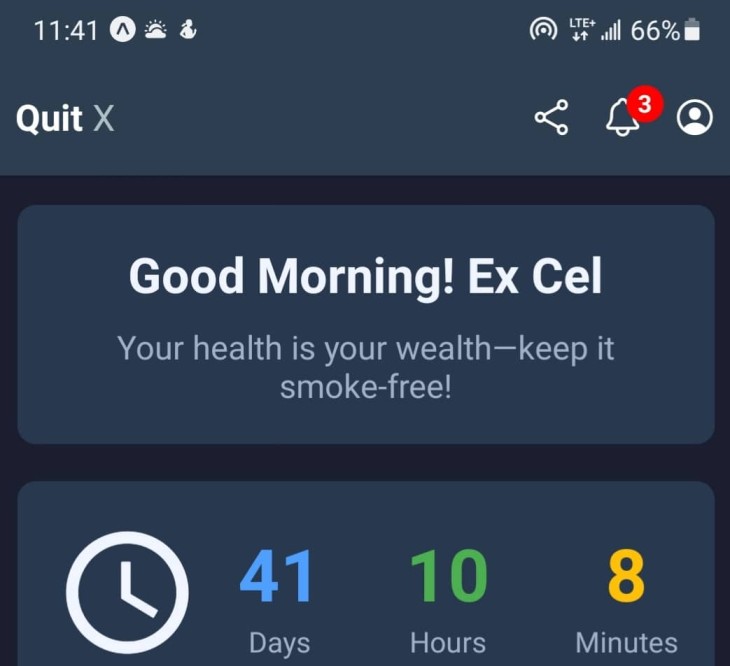 11:41 LTE+ 66%
Quit X 3
Good Morning! Ex Cel
Your health is your wealth—keep it
smoke-free!
41 10 8
Days Hours Minutes